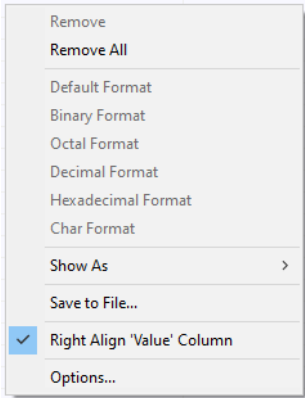 Remove
Remove All
Default Format
Binary Format
Octal Format
Decimal Format
Hexadecimal Format
Char Format
Show As
Save to File...
Right Align 'Value' Column
Options...